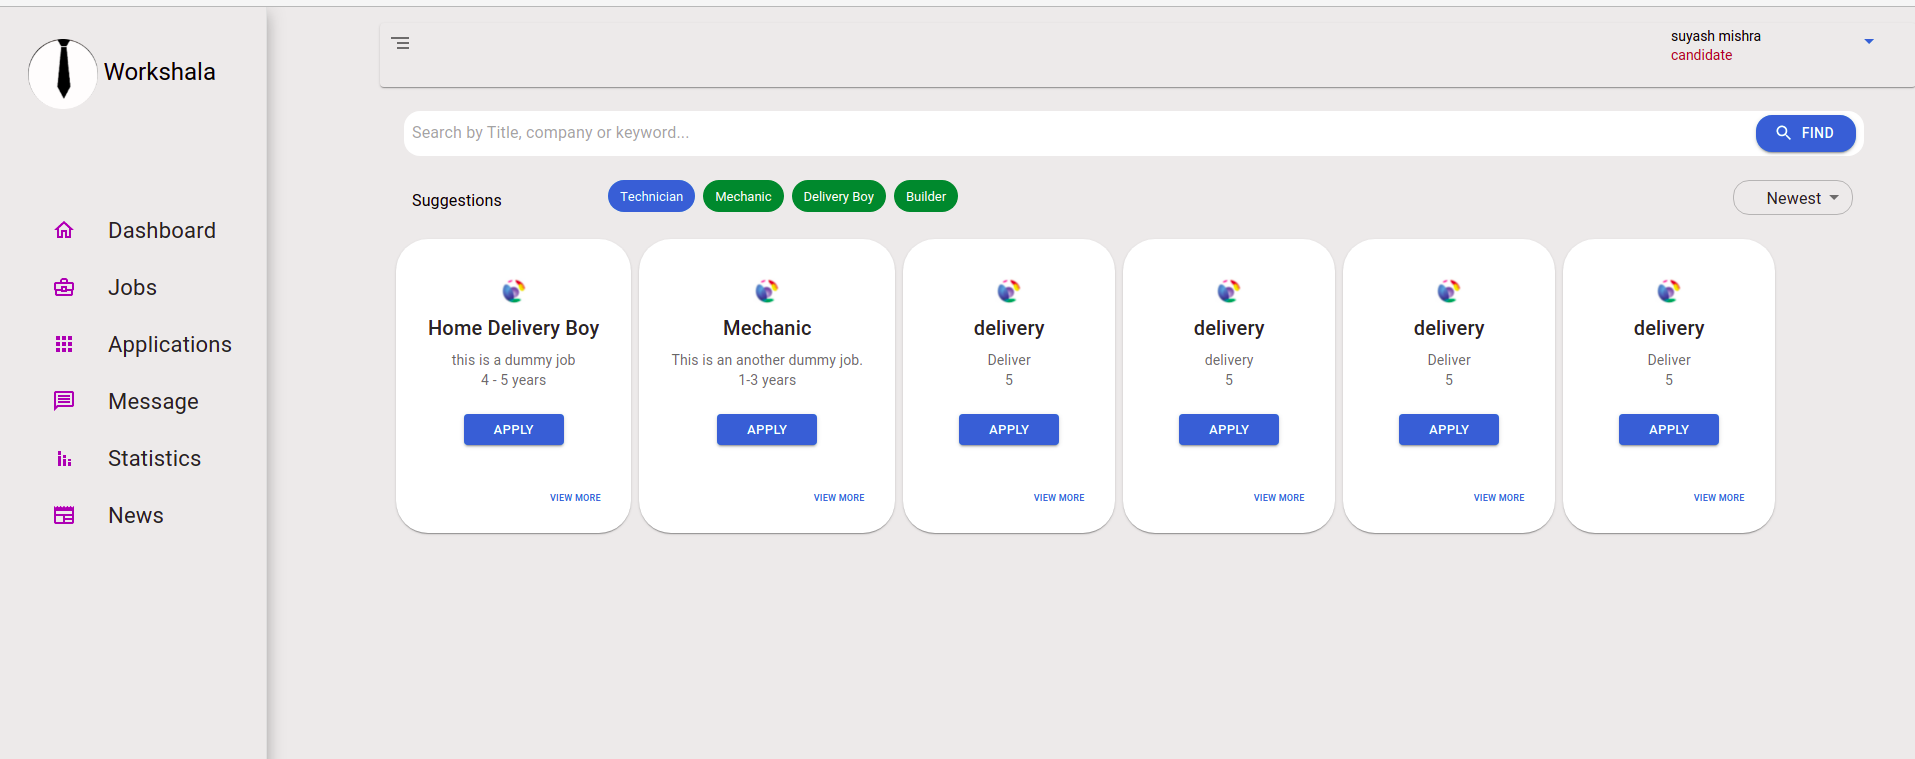 Workshala
Dashboard
Jobs
Applications
Message
Statistics
News
suyash mishra
candidate
Search by Title, company or keyword...
FIND
Suggestions
Technician
Mechanic
Delivery Boy
Builder
Newest
Home Delivery Boy
this is a dummy job
4 - 5 years
APPLY
VIEW MORE
Mechanic
This is an another dummy job.
1-3 years
APPLY
VIEW MORE
delivery
Deliver
5
APPLY
VIEW MORE
delivery
delivery
5
APPLY
VIEW MORE
delivery
Deliver
5
APPLY
VIEW MORE
delivery
Deliver
5
APPLY
VIEW MORE